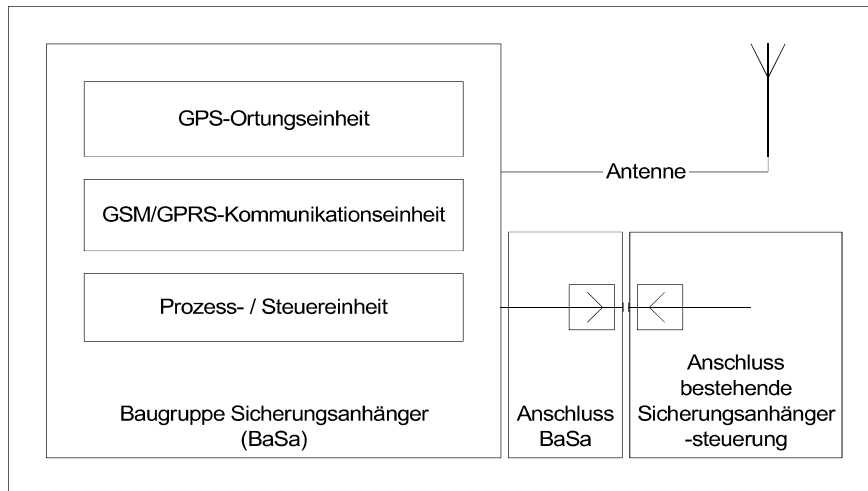 GPS-Ortungseinheit
GSM/GPRS-Kommunikationseinheit
Prozess- / Steuereinheit
Baugruppe Sicherungsanhänger
(BaSa)
Antenne
Anschluss
BaSa
Anschluss
bestehende
Sicherungsanhänger
-steuerung